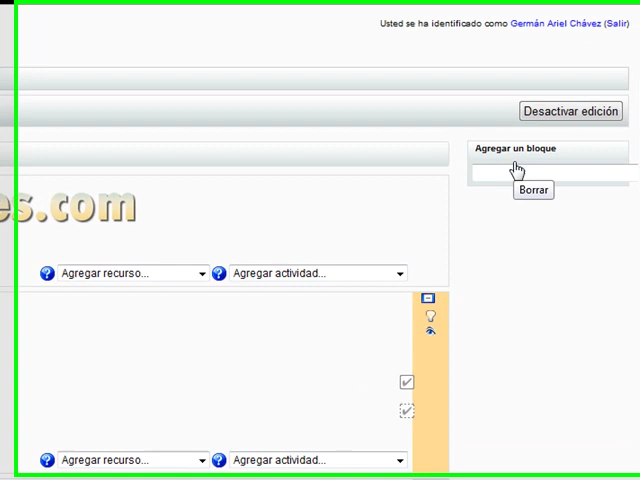 Usted se ha identificado como Germán Ariel Chávez (Salir)
Desactivar edición
Agregar un bloque
Borrar
es.com
Agregar recurso... Agregar actividad...
Agregar recurso... Agregar actividad...